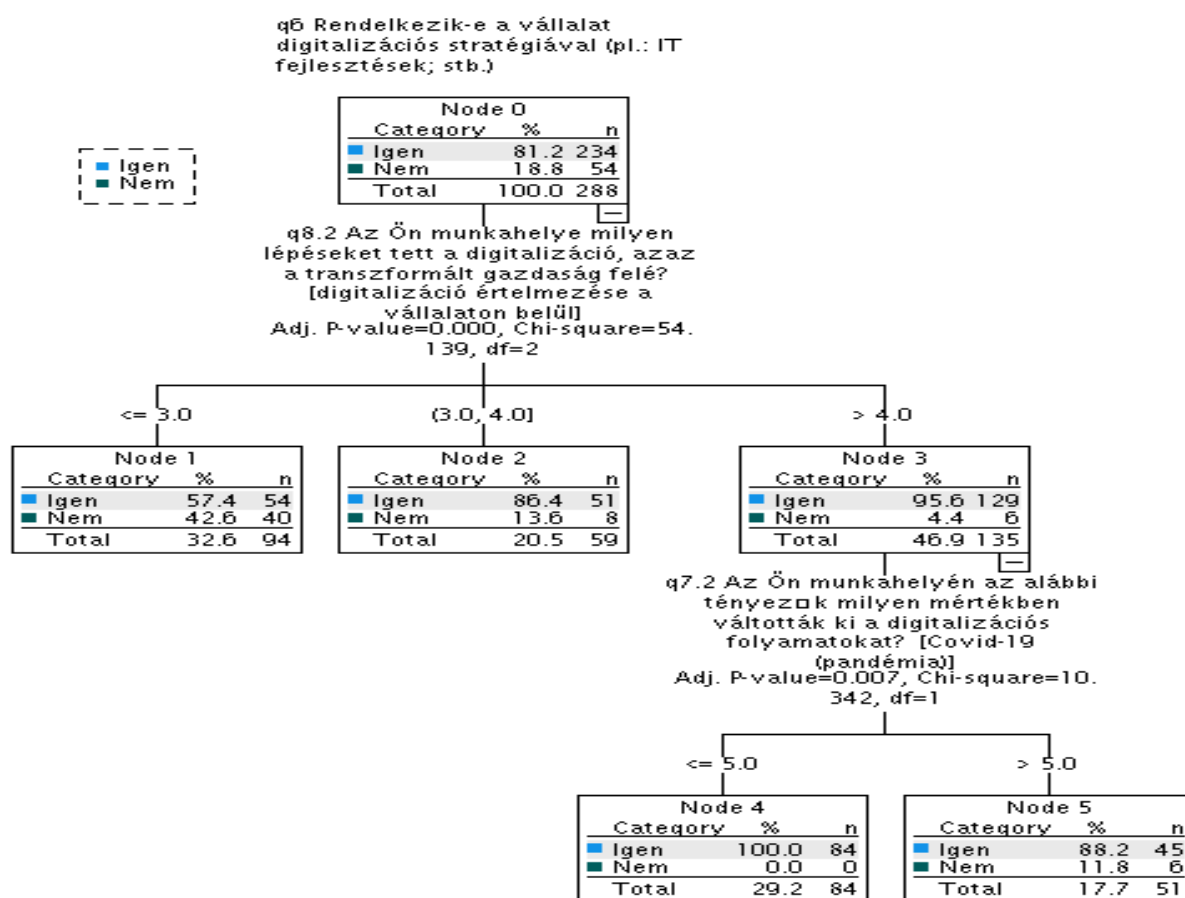 q6 Rendelkezik-e a vállalat
digitalizációs stratégiával (pl.: IT
fejlesztések; stb.)
Node 0
Category % n
Igen 81.2 234
Nem 18.8 54
Total 100.0 288
Igen
Nem
q8.2 Az Ön munkahelye milyen
lépéseket tett a digitalizáció, azaz
a transzformált gazdaság felé?
[digitalizáció értelmezése a
vállalaton belül]
Adj. P-value=0.000, Chi-square=54.
139, df=2
<= 3.0
(3.0, 4.0]
> 4.0
Node 1
Category % n
Igen 57.4 54
Nem 42.6 40
Total 32.6 94
Node 2
Category % n
Igen 86.4 51
Nem 13.6 8
Total 20.5 59
Node 3
Category % n
Igen 95.6 129
Nem 4.4 6
Total 46.9 135
q7.2 Az Ön munkahelyén az alábbi
tényez□k milyen mértékben
váltották ki a digitalizációs
folyamatokat? [Covid-19
(pandémia)]
Adj. P-value=0.007, Chi-square=10.
342, df=1
<= 5.0
> 5.0
Node 4
Category % n
Igen 100.0 84
Nem 0.0 0
Total 29.2 84
Node 5
Category % n
Igen 88.2 45
Nem 11.8 6
Total 17.7 51